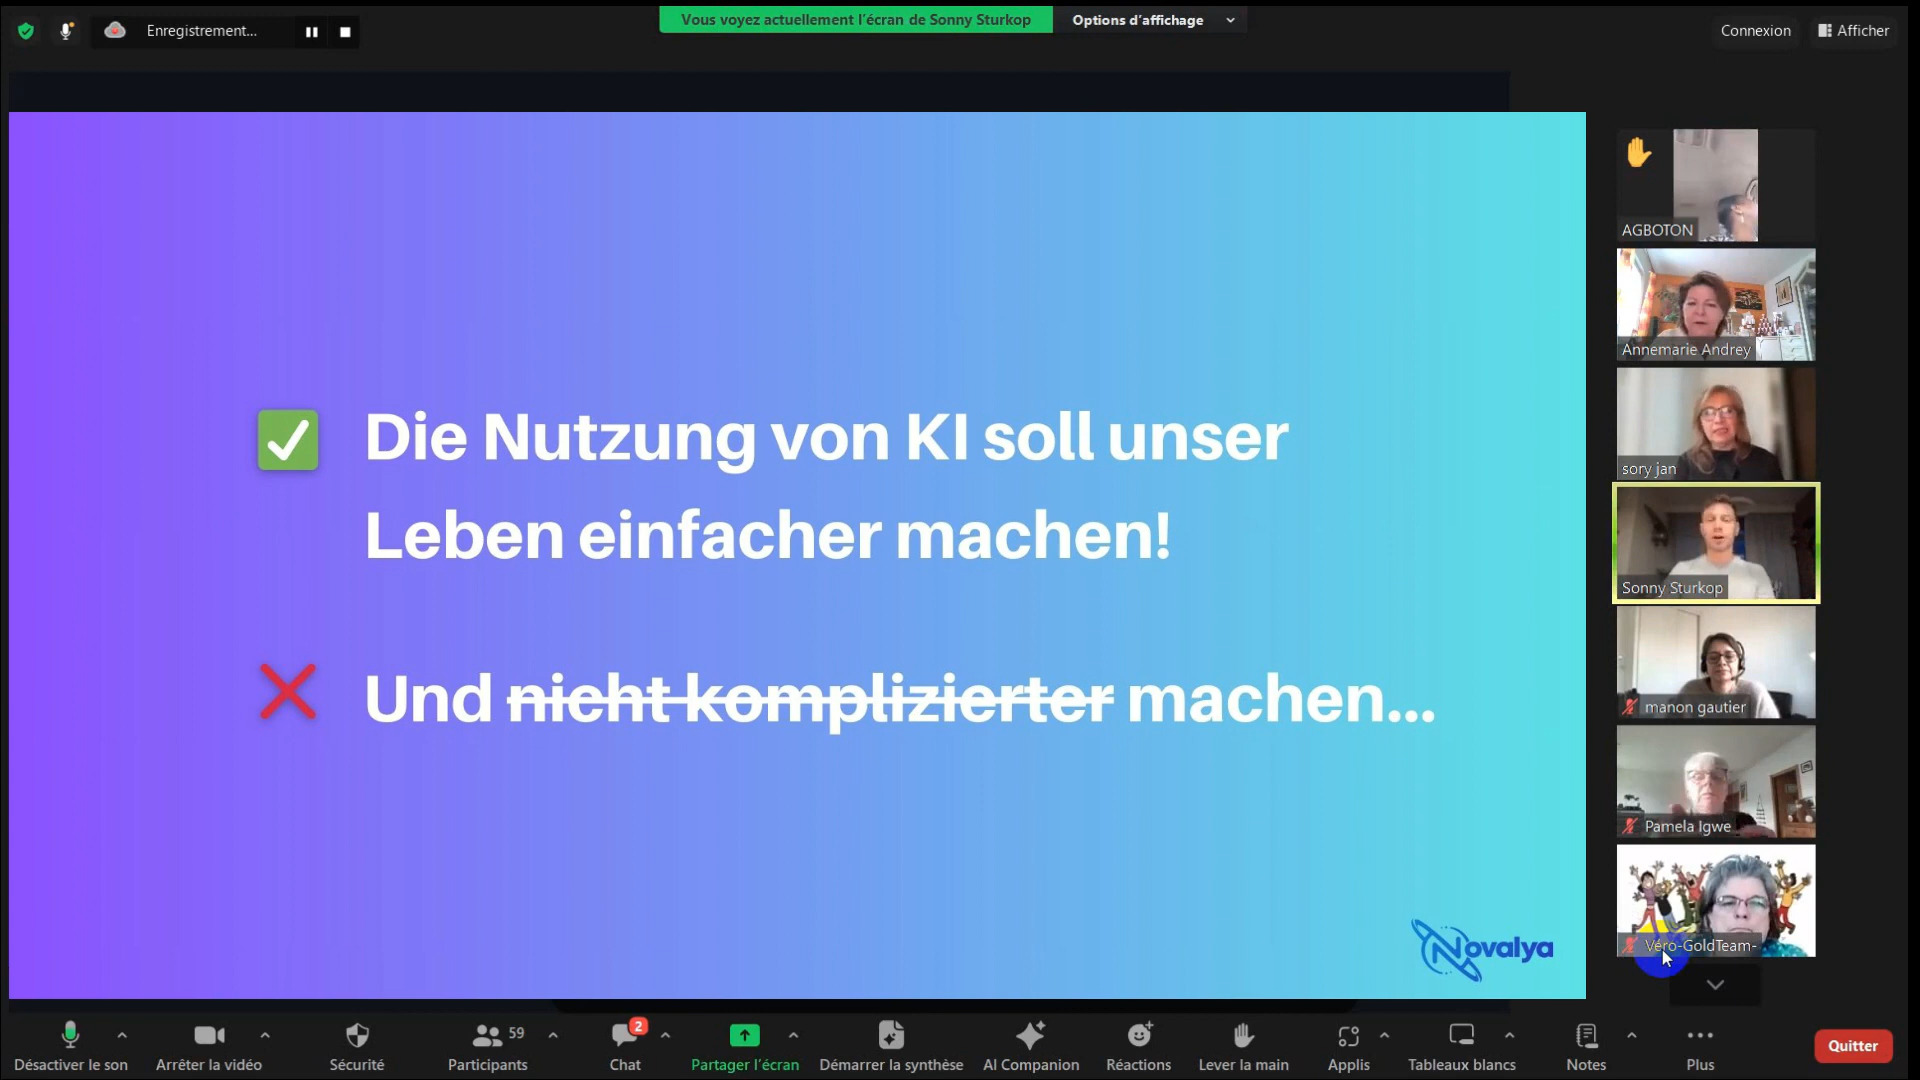 Enregistrement...
Vous voyez actuellement l'écran de Sonny Sturkop
Options d'affichage
Connexion
Afficher
Die Nutzung von KI soll unser
Leben einfacher machen!
Und nicht komplizierter machen...
Novalya
AGBOTON
Annemarie Andrey
sory jan
Sonny Sturkop
manon gautier
Pamela Igwe
Véro-GoldTeam-
Désactiver le son
Arrêter la vidéo
Sécurité
59
Participants
2
Chat
Partager l'écran
Démarrer la synthèse
AI Companion
Réactions
Lever la main
Applis
Tableaux blancs
Notes
Plus
Quitter